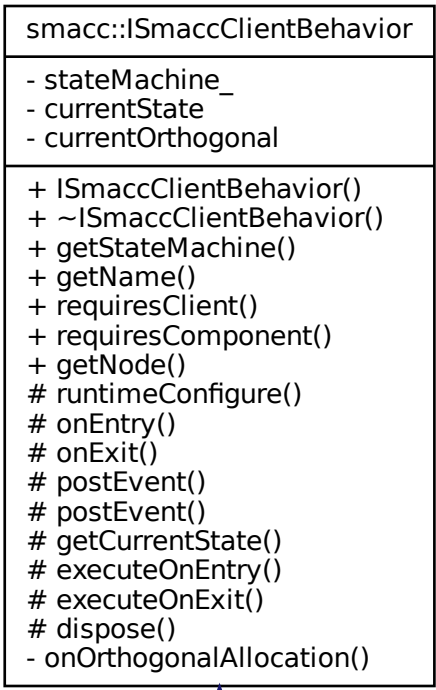 smacc::ISmaccClientBehavior
- stateMachine_
- currentState
- currentOrthogonal
+ ISmaccClientBehavior()
+ ~ISmaccClientBehavior()
+ getStateMachine()
+ getName()
+ requiresClient()
+ requiresComponent()
+ getNode()
# runtimeConfigure()
# onEntry()
# onExit()
# postEvent()
# postEvent()
# getCurrentState()
# executeOnEntry()
# executeOnExit()
# dispose()
- onOrthogonalAllocation()